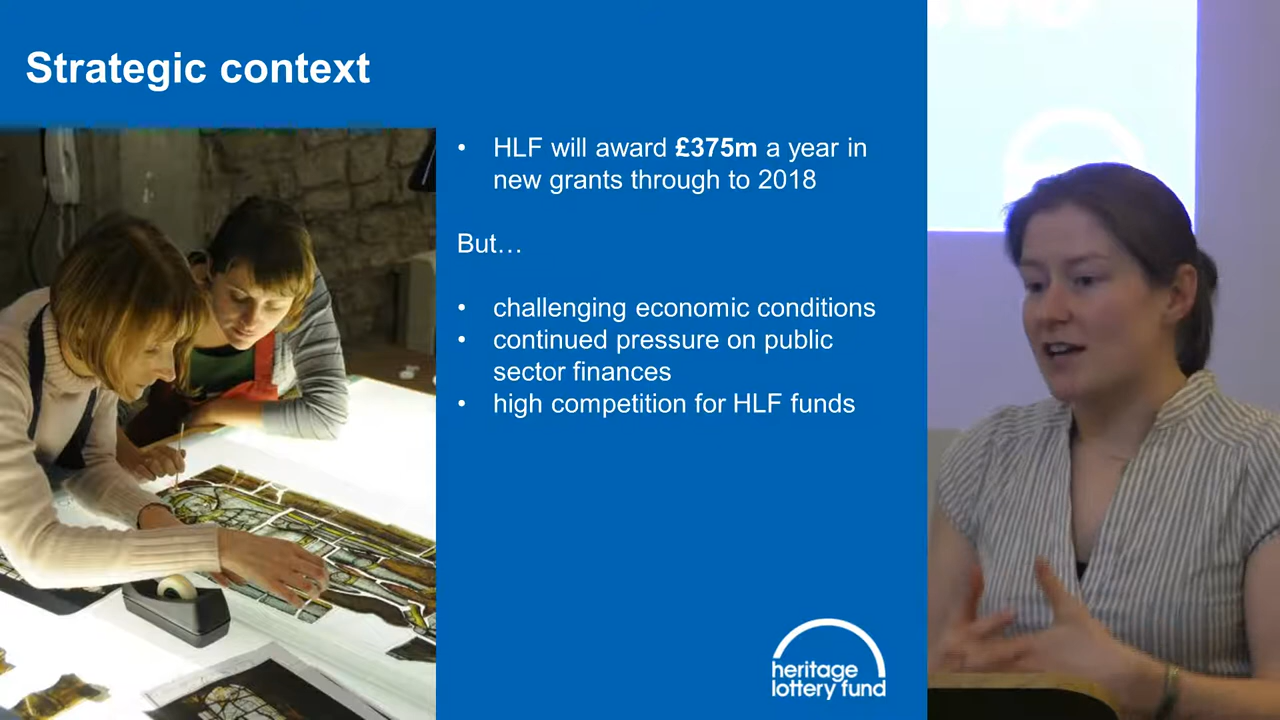 Strategic context
• HLF will award £375m a year in
new grants through to 2018
But…
• challenging economic conditions
• continued pressure on public
sector finances
• high competition for HLF funds
heritage
lottery fund